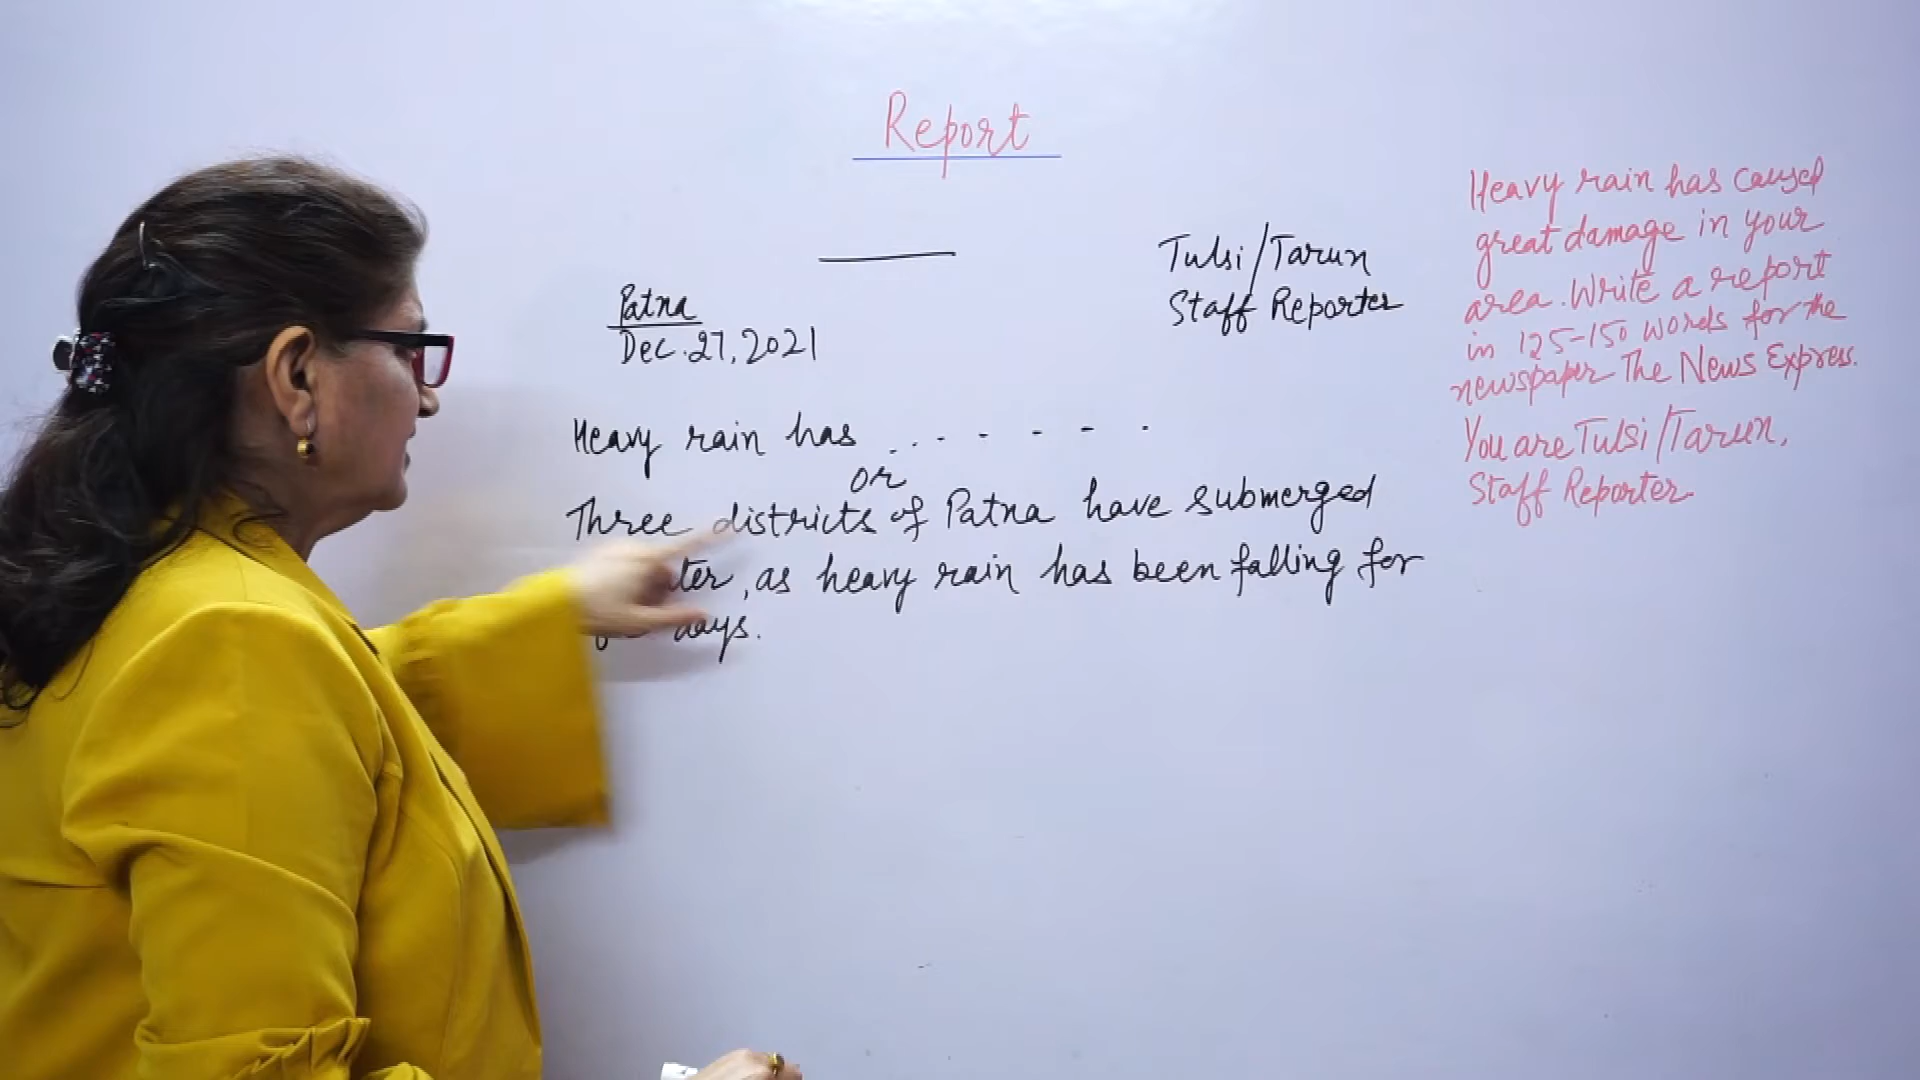 Report
Tulsi/Tarun
Staff Reporter
Patna
Dec. 27, 2021
Heavy rain has . . - - - - .
or
Three districts of Patna have submerged
, as heavy rain has been falling for
days.
Heavy rain has caused
great damage in your
area. Write a report
in 125-150 words for the
newspaper The News Express.
You are Tulsi/Tarun,
Staff Reporter